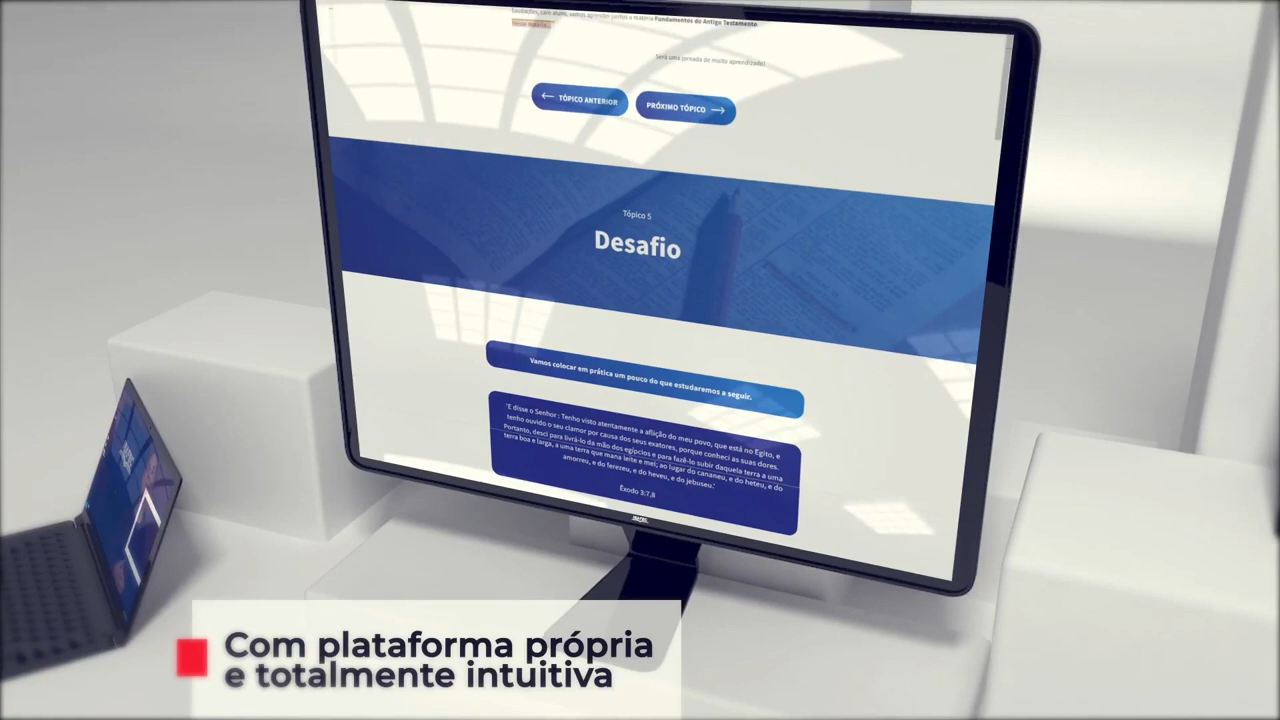 Saudações, caro aluno, vamos aprender juntos a matéria Fundamentos do Antigo Testamento
Será uma jornada de muito aprendizado!
← TÓPICO ANTERIOR
PRÓXIMO TÓPICO →
Tópico 5
Desafio
Vamos colocar em prática um pouco do que estudaremos a seguir.
'E disse o Senhor : Tenho visto atentamente a aflição do meu povo, que está no Egito, e
tenho ouvido o seu clamor por causa dos seus exatores, porque conheci as suas dores.
Portanto, desci para livrá-lo da mão dos egípcios e para fazê-lo subir daquela terra a uma
terra boa e larga, a uma terra que mana leite e mel; ao lugar do cananeu, e do heteu, e do
amorreu, e do ferezeu, e do heveu, e do jebuseu.'
Êxodo 3:7,8
Com plataforma própria
e totalmente intuitiva